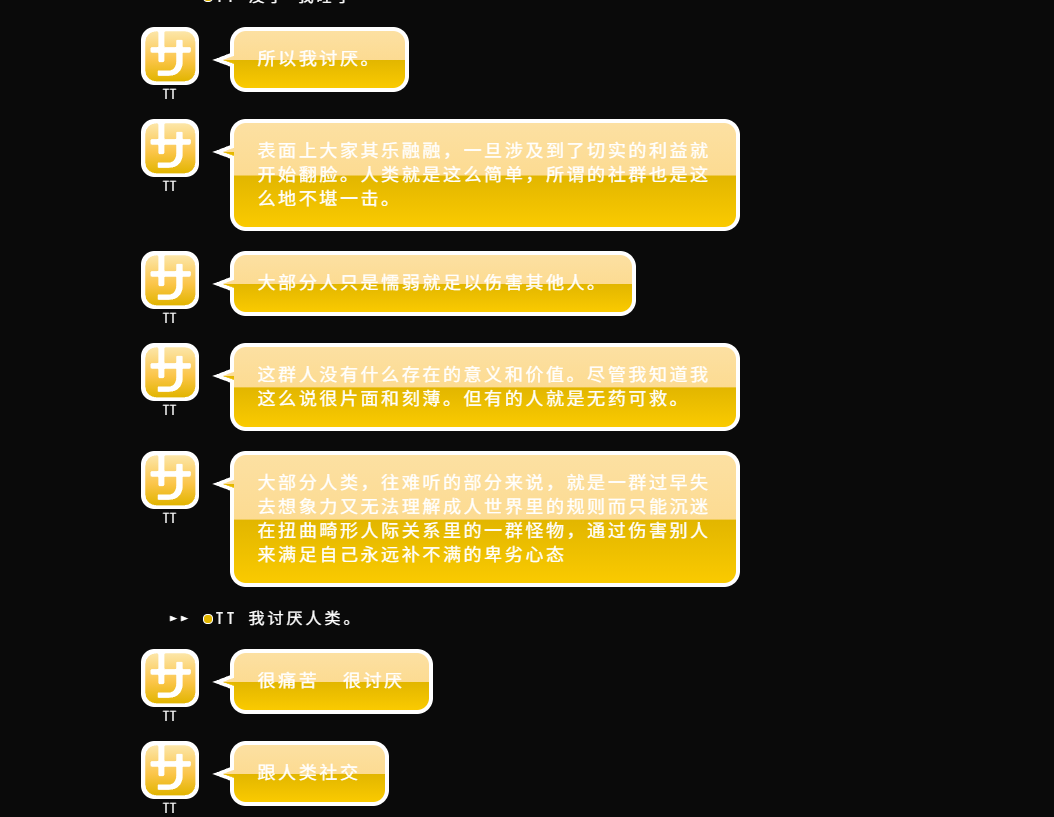 サ
所以我讨厌。
TT
サ
表面上大家其乐融融，一旦涉及到了切实的利益就
开始翻脸。人类就是这么简单，所谓的社群也是这
么地不堪一击。
TT
サ
大部分人只是懦弱就足以伤害其他人。
TT
サ
这群人没有什么存在的意义和价值。尽管我知道我
这么说很片面和刻薄。但有的人就是无药可救。
TT
サ
大部分人类，往难听的部分来说，就是一群过早失
去想象力又无法理解成人世界里的规则而只能沉迷
在扭曲畸形人际关系里的一群怪物，通过伤害别人
来满足自己永远补不满的卑劣心态
TT
►► TT 我讨厌人类。
サ
很痛苦 很讨厌
TT
サ
跟人类社交
TT